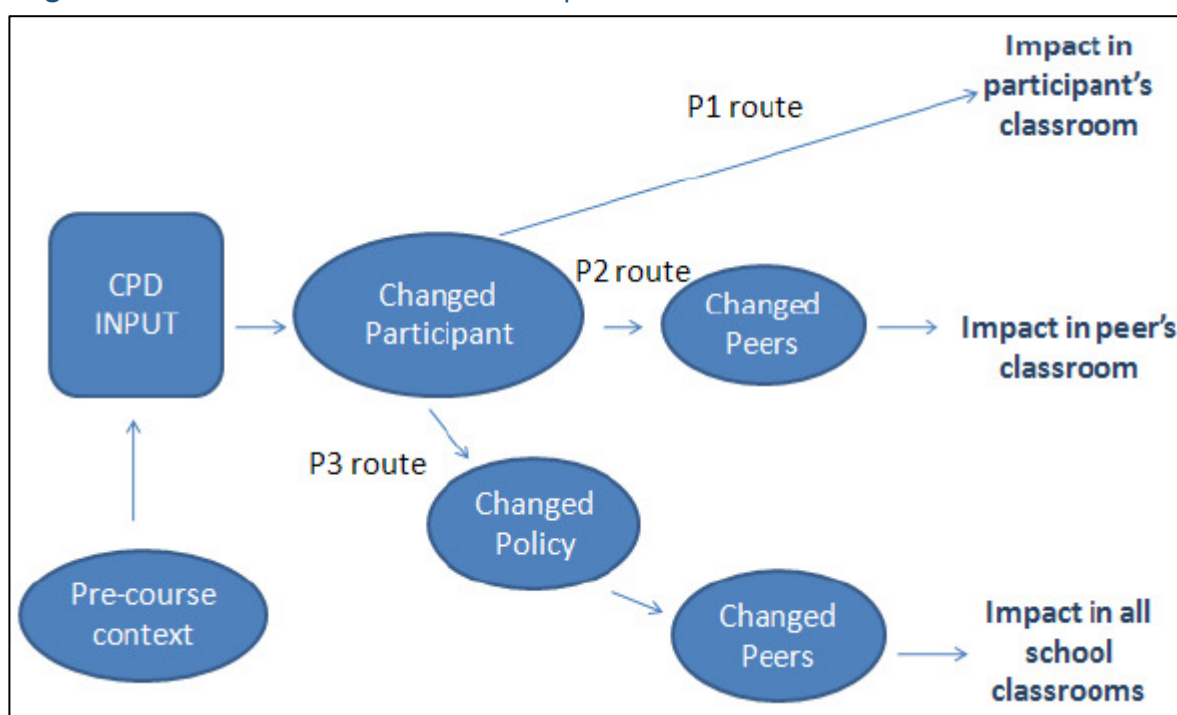 Impact in
participant's
classroom
P1 route
CPD
INPUT
Changed
Participant
P2 route
Changed
Peers
Impact in peer's
classroom
P3 route
Changed
Policy
Pre-course
context
Changed
Peers
Impact in all
school
classrooms